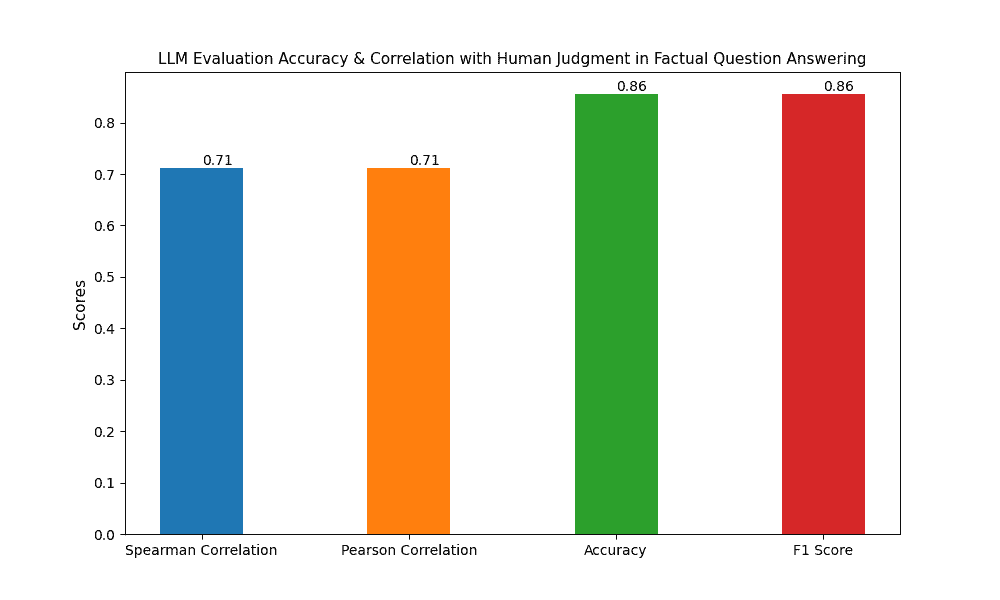 LLM Evaluation Accuracy & Correlation with Human Judgment in Factual Question Answering
0.86
0.86
0.8
0.71
0.71
0.7
0.6
0.5
Scores
0.4
0.3
0.2
0.1
0.0
Spearman Correlation
Pearson Correlation
Accuracy
F1 Score